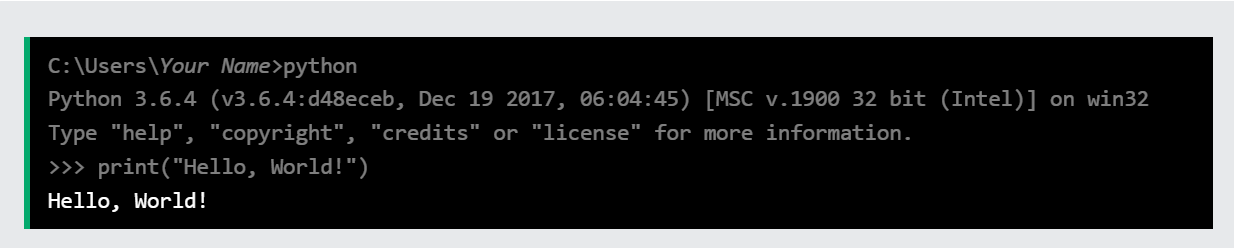 C:\Users\Your Name>python
Python 3.6.4 (v3.6.4:d48eceb, Dec 19 2017, 06:04:45) [MSC v.1900 32 bit (Intel)] on win32
Type "help", "copyright", "credits" or "license" for more information.
>>> print("Hello, World!")
Hello, World!